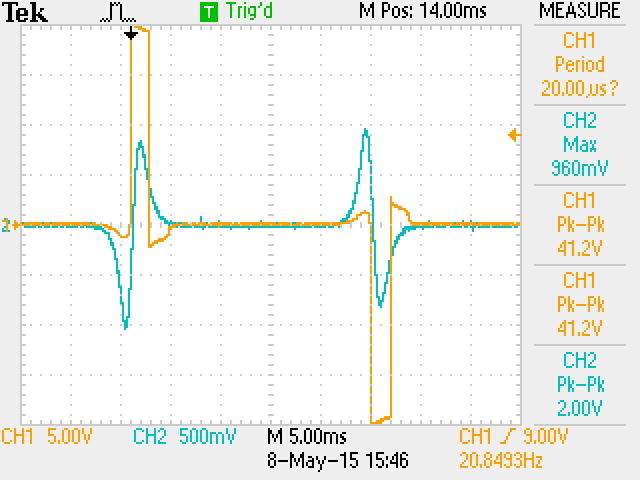 Tek T Trig'd M Pos: 14.00ms MEASURE
CH1
Period
20.00µs?
CH2
Max
960mV
CH1
Pk-Pk
41.2V
CH1
Pk-Pk
41.2V
CH2
Pk-Pk
2.00V
CH1 5.00V CH2 500mV M 5.00ms CH1 9.00V
8-May-15 15:46 20.8493Hz